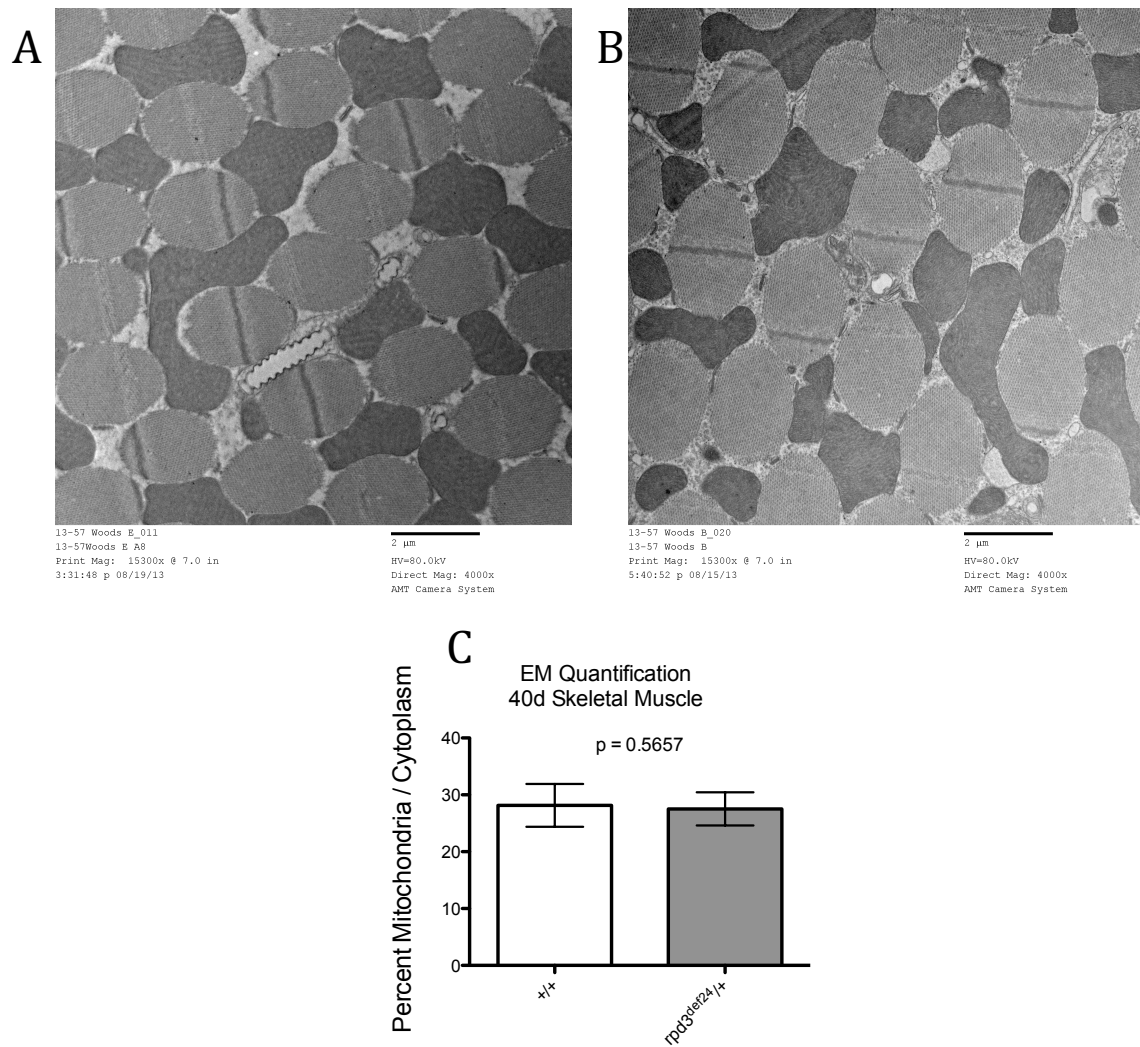 A
B
13-57 Woods E_011
13-57Woods E A8
Print Mag: 15300x @ 7.0 in
3:31:48 p 08/19/13
2 µm
HV=80.0kV
Direct Mag: 4000x
AMT Camera System
13-57 Woods B_020
13-57 Woods B
Print Mag: 15300x @ 7.0 in
5:40:52 p 08/15/13
2 µm
HV=80.0kV
Direct Mag: 4000x
AMT Camera System
C
EM Quantification
40d Skeletal Muscle
p = 0.5657
Percent Mitochondria / Cytoplasm
40
30
20
10
0
+/+
rpd3^def24/+